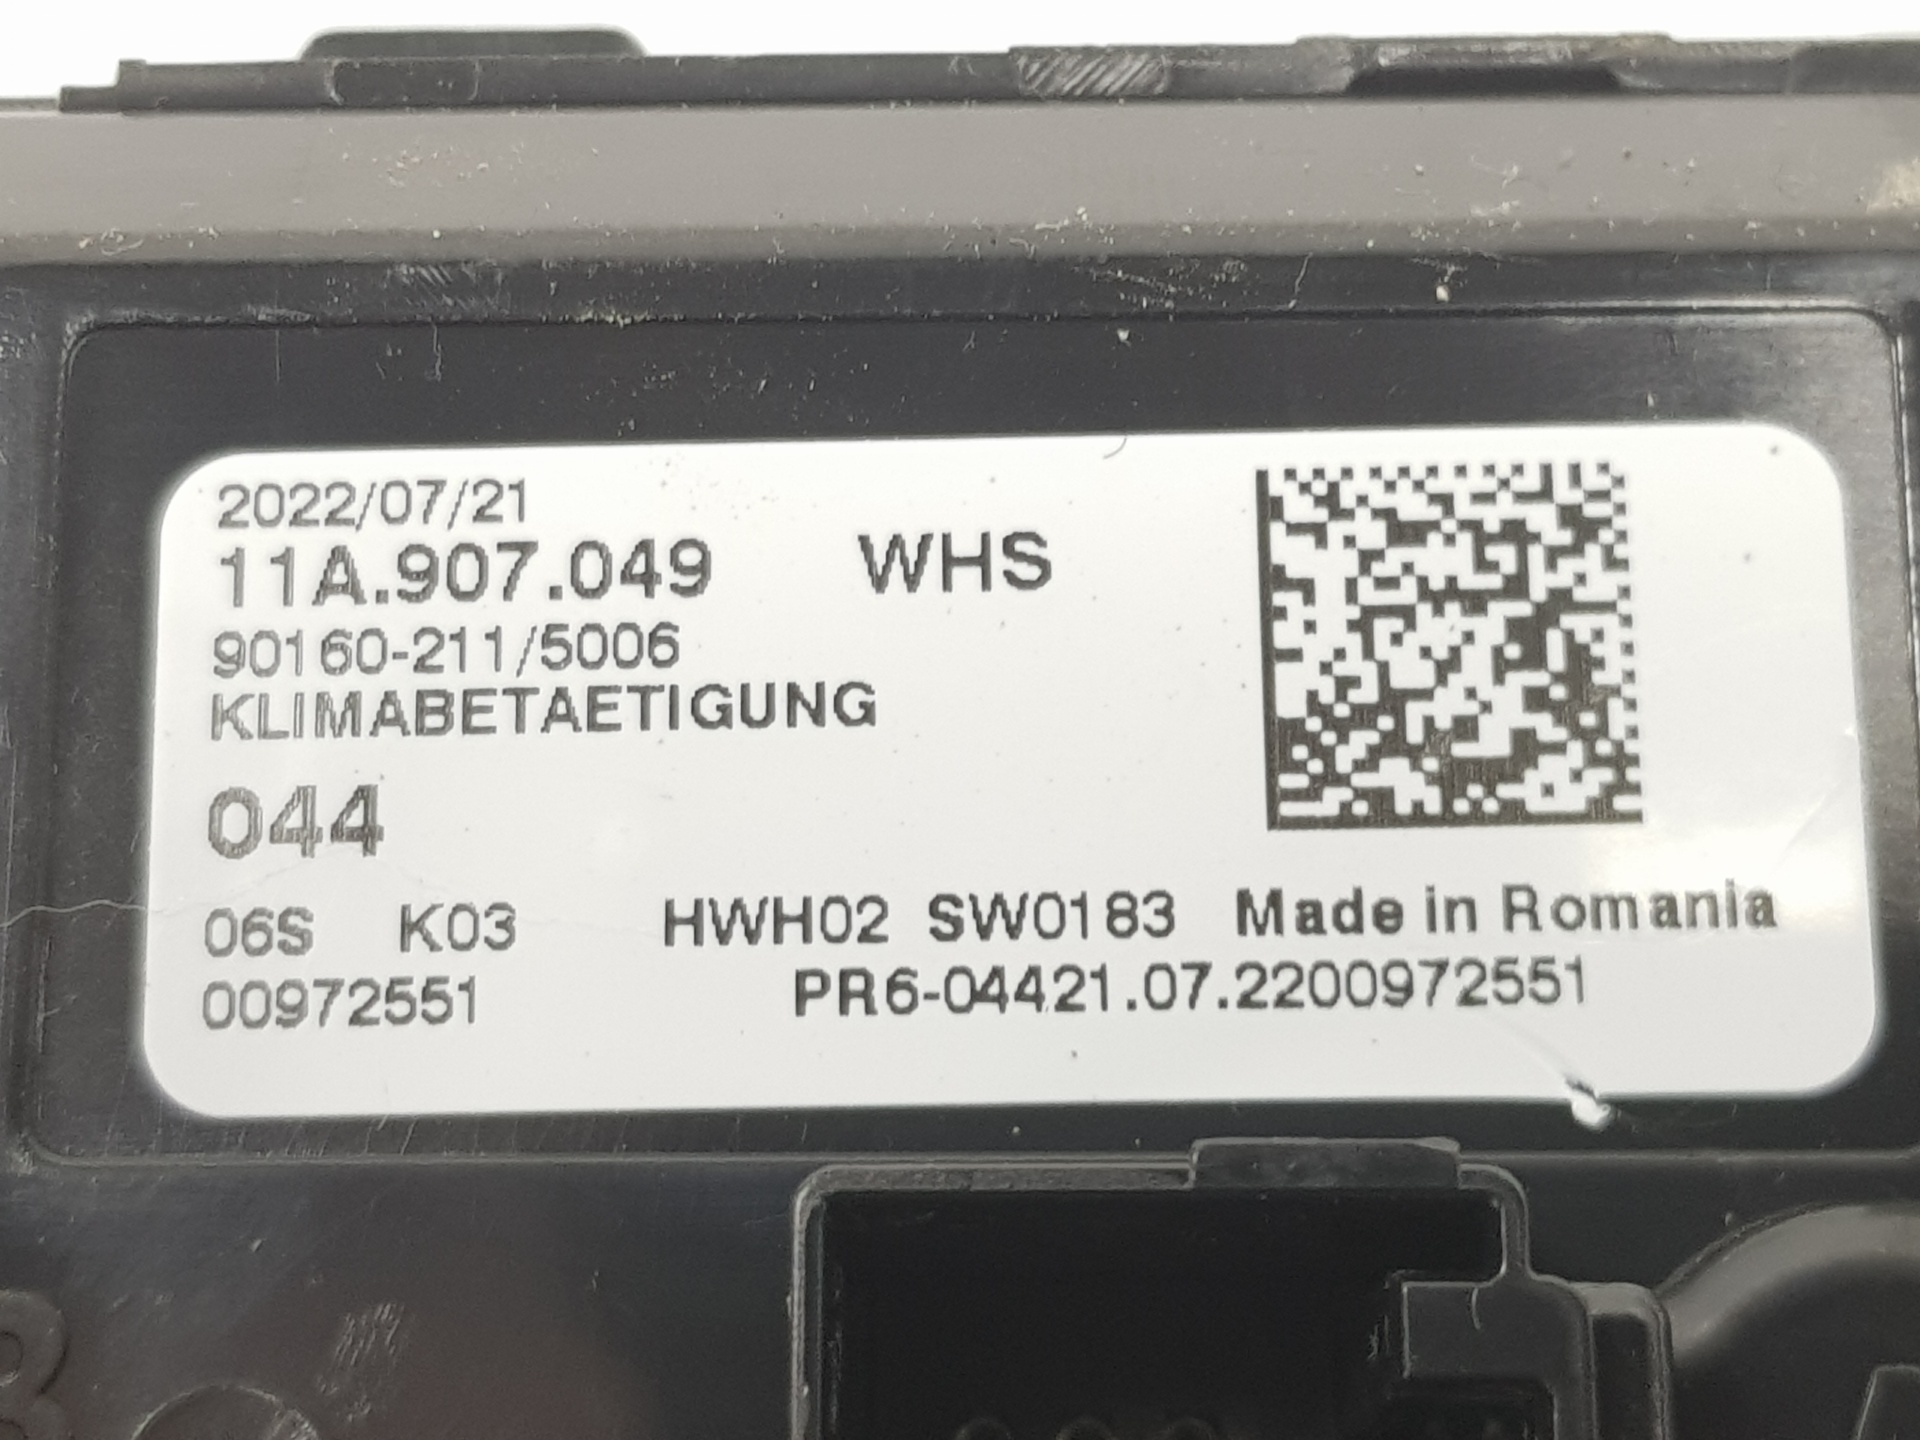 2022/07/21
11A.907.049 WHS
90160-211/5006
KLIMABETAETIGUNG
044
06S K03 HWH02 SW0183 Made in Romania
00972551 PR6-04421.07.2200972551